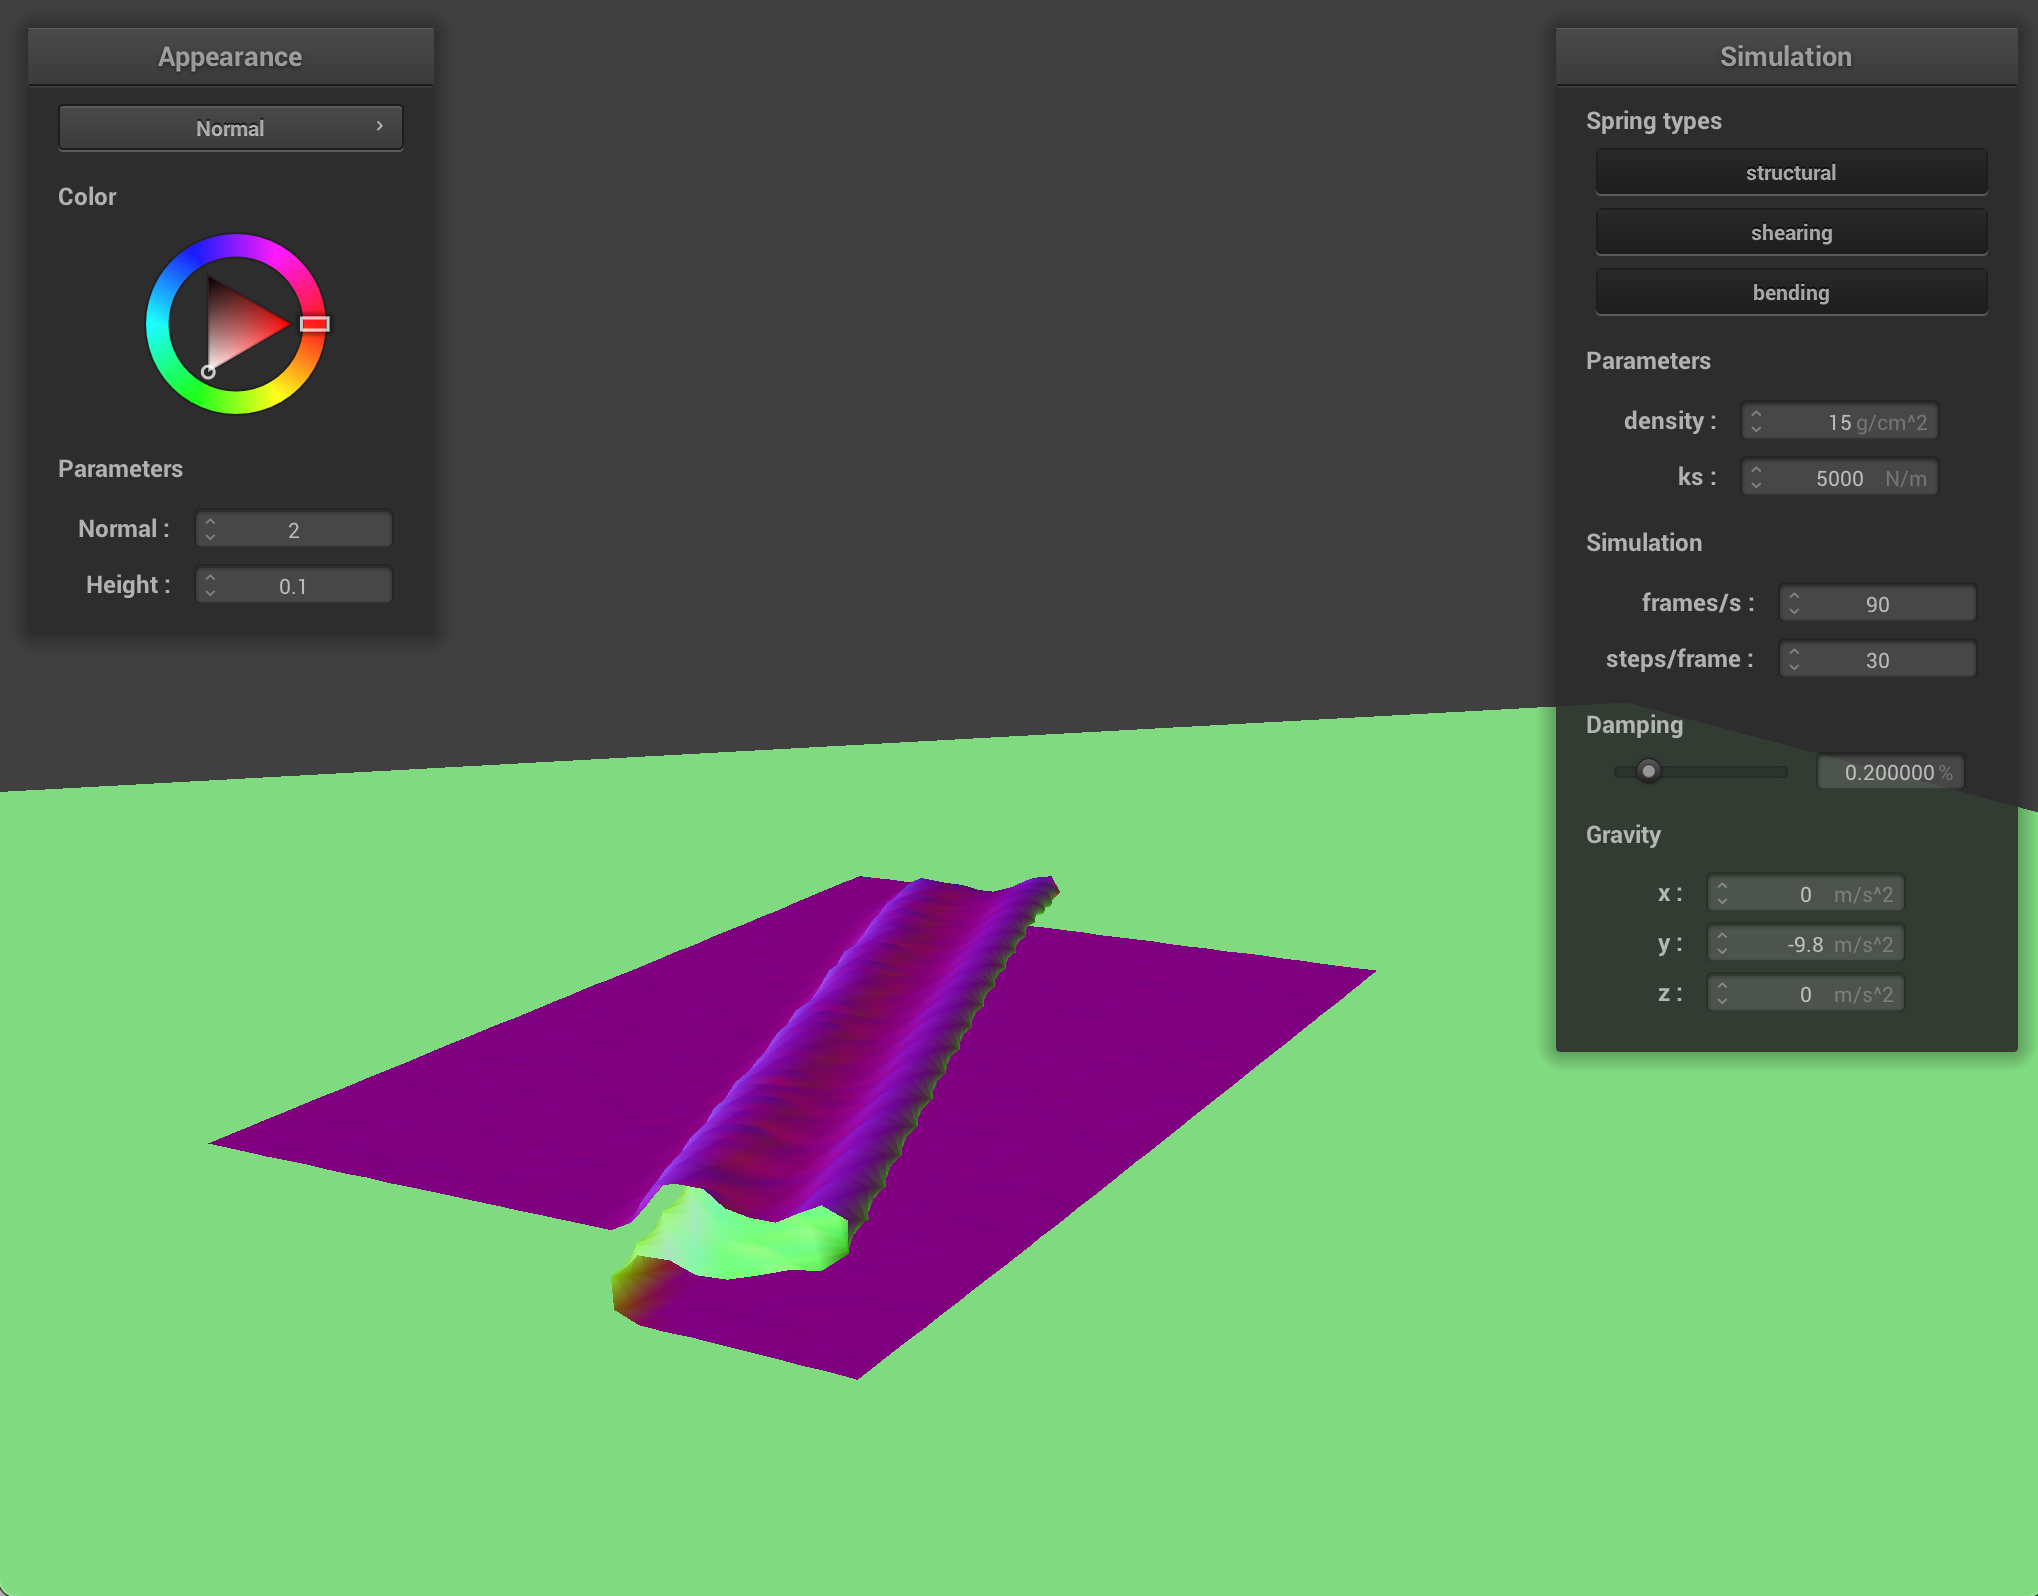 Appearance
Normal
Color
Parameters
Normal : 2
Height : 0.1
Simulation
Spring types
structural
shearing
bending
Parameters
density : 15 g/cm^2
ks : 5000 N/m
Simulation
frames/s : 90
steps/frame : 30
Damping
0.200000 %
Gravity
x : 0 m/s^2
y : -9.8 m/s^2
z : 0 m/s^2